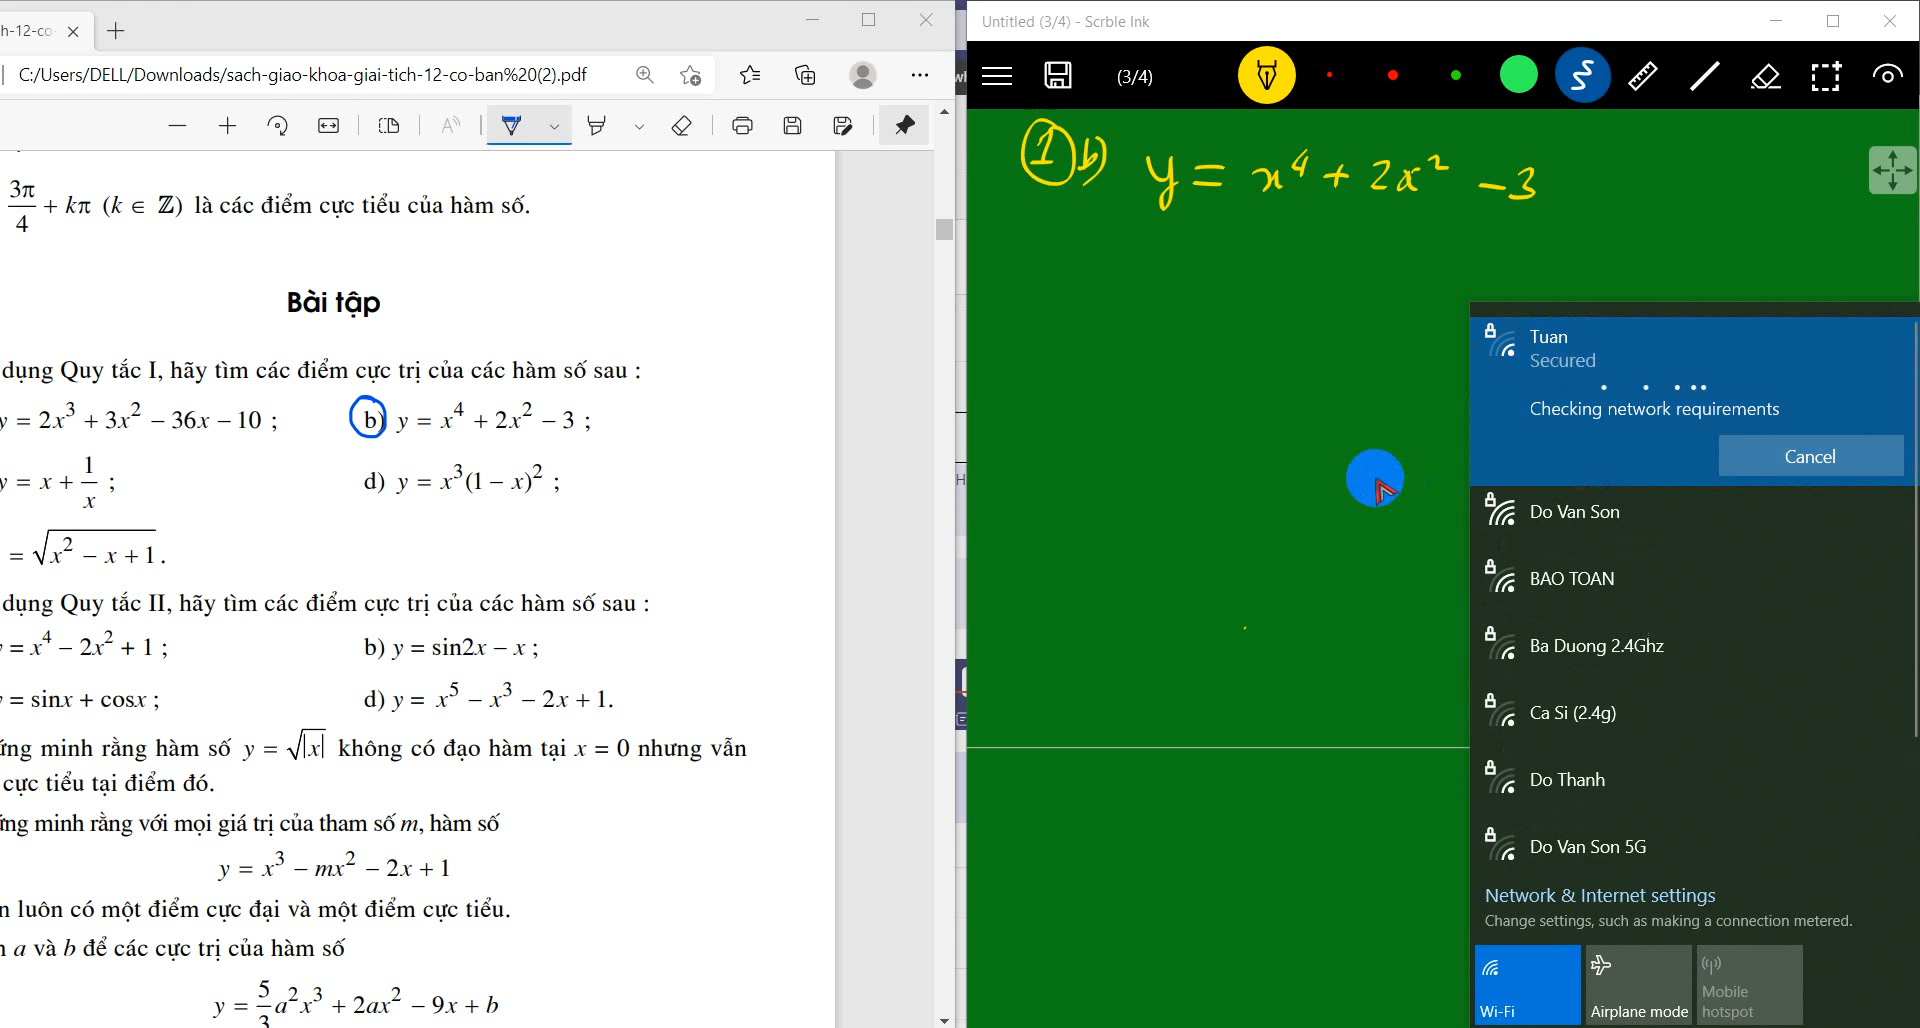 h-12-co
C:/Users/DELL/Downloads/sach-giao-khoa-giai-tich-12-co-ban%20(2).pdf
3π/4 + kπ (k ∈ ℤ) là các điểm cực tiểu của hàm số.
Bài tập
dụng Quy tắc I, hãy tìm các điểm cực trị của các hàm số sau :
y = 2x³ + 3x² − 36x − 10 ;
b) y = x⁴ + 2x² − 3 ;
y = x + 1/x ;
d) y = x³(1 − x)² ;
= √(x² − x + 1) .
dụng Quy tắc II, hãy tìm các điểm cực trị của các hàm số sau :
= x⁴ − 2x² + 1 ;
b) y = sin2x − x ;
= sinx + cosx ;
d) y = x⁵ − x³ − 2x + 1.
ứng minh rằng hàm số y = √|x| không có đạo hàm tại x = 0 nhưng vẫn
cực tiểu tại điểm đó.
ứng minh rằng với mọi giá trị của tham số m, hàm số
y = x³ − mx² − 2x + 1
n luôn có một điểm cực đại và một điểm cực tiểu.
a và b để các cực trị của hàm số
y = 5/3 a²x³ + 2ax² − 9x + b
Untitled (3/4) - Scrble Ink
(3/4)
① b) y = x⁴ + 2x² − 3
Tuan
Secured
Checking network requirements
Cancel
Do Van Son
BAO TOAN
Ba Duong 2.4Ghz
Ca Si (2.4g)
Do Thanh
Do Van Son 5G
Network & Internet settings
Change settings, such as making a connection metered.
Wi-Fi
Airplane mode
Mobile hotspot